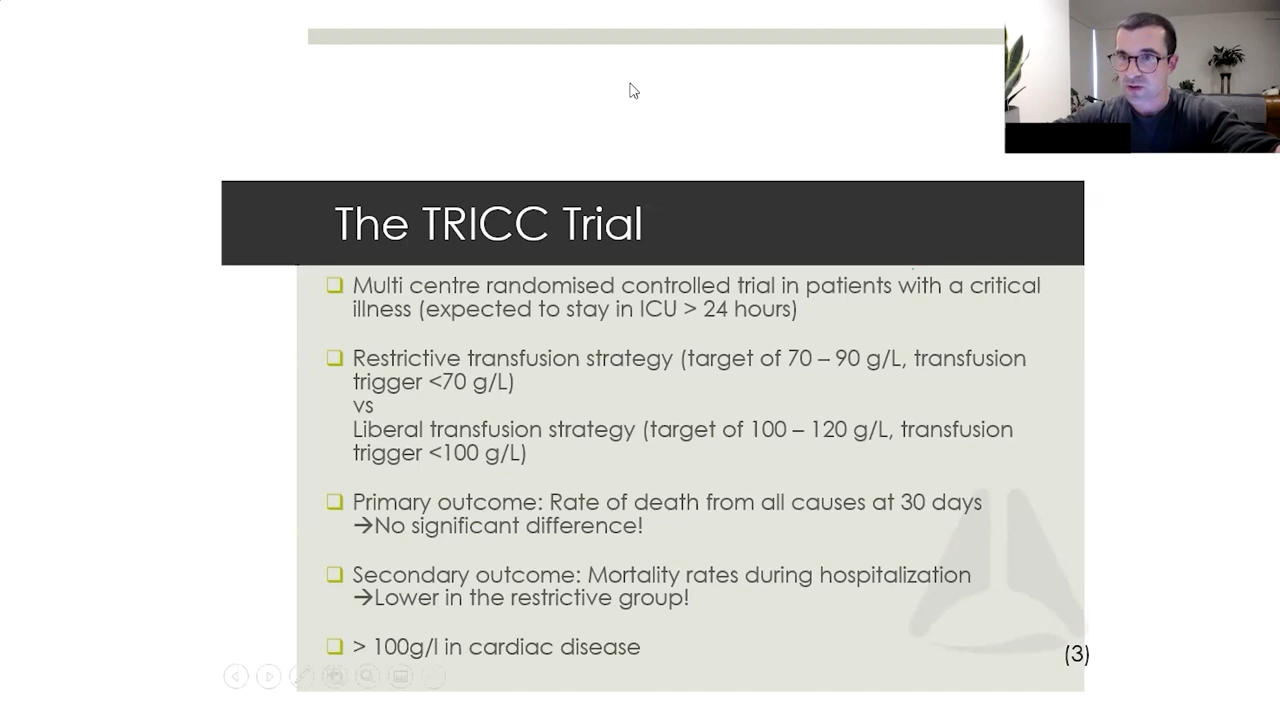 The TRICC Trial
Multi centre randomised controlled trial in patients with a critical
illness (expected to stay in ICU > 24 hours)
Restrictive transfusion strategy (target of 70 – 90 g/L, transfusion
trigger <70 g/L)
vs
Liberal transfusion strategy (target of 100 – 120 g/L, transfusion
trigger <100 g/L)
Primary outcome: Rate of death from all causes at 30 days
→No significant difference!
Secondary outcome: Mortality rates during hospitalization
→Lower in the restrictive group!
> 100g/l in cardiac disease
(3)